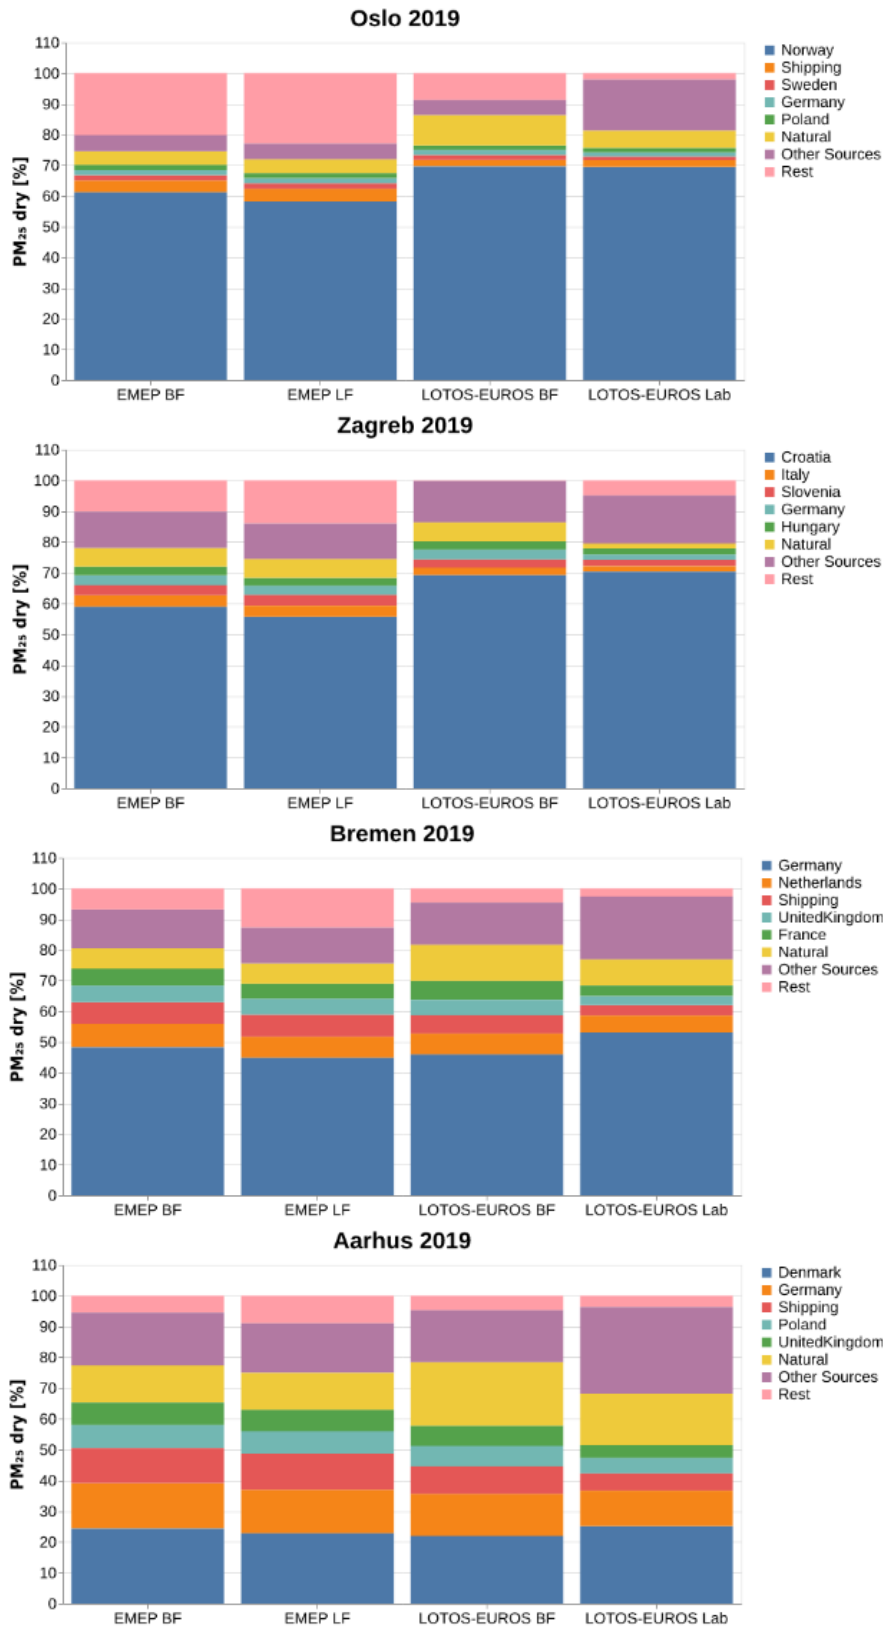 Oslo 2019
PM₂₅ dry [%]
110
100
90
80
70
60
50
40
30
20
10
0
EMEP BF
EMEP LF
LOTOS-EUROS BF
LOTOS-EUROS Lab
Norway
Shipping
Sweden
Germany
Poland
Natural
Other Sources
Rest
Zagreb 2019
PM₂₅ dry [%]
110
100
90
80
70
60
50
40
30
20
10
0
EMEP BF
EMEP LF
LOTOS-EUROS BF
LOTOS-EUROS Lab
Croatia
Italy
Slovenia
Germany
Hungary
Natural
Other Sources
Rest
Bremen 2019
PM₂₅ dry [%]
110
100
90
80
70
60
50
40
30
20
10
0
EMEP BF
EMEP LF
LOTOS-EUROS BF
LOTOS-EUROS Lab
Germany
Netherlands
Shipping
UnitedKingdom
France
Natural
Other Sources
Rest
Aarhus 2019
PM₂₅ dry [%]
110
100
90
80
70
60
50
40
30
20
10
0
EMEP BF
EMEP LF
LOTOS-EUROS BF
LOTOS-EUROS Lab
Denmark
Germany
Shipping
Poland
UnitedKingdom
Natural
Other Sources
Rest